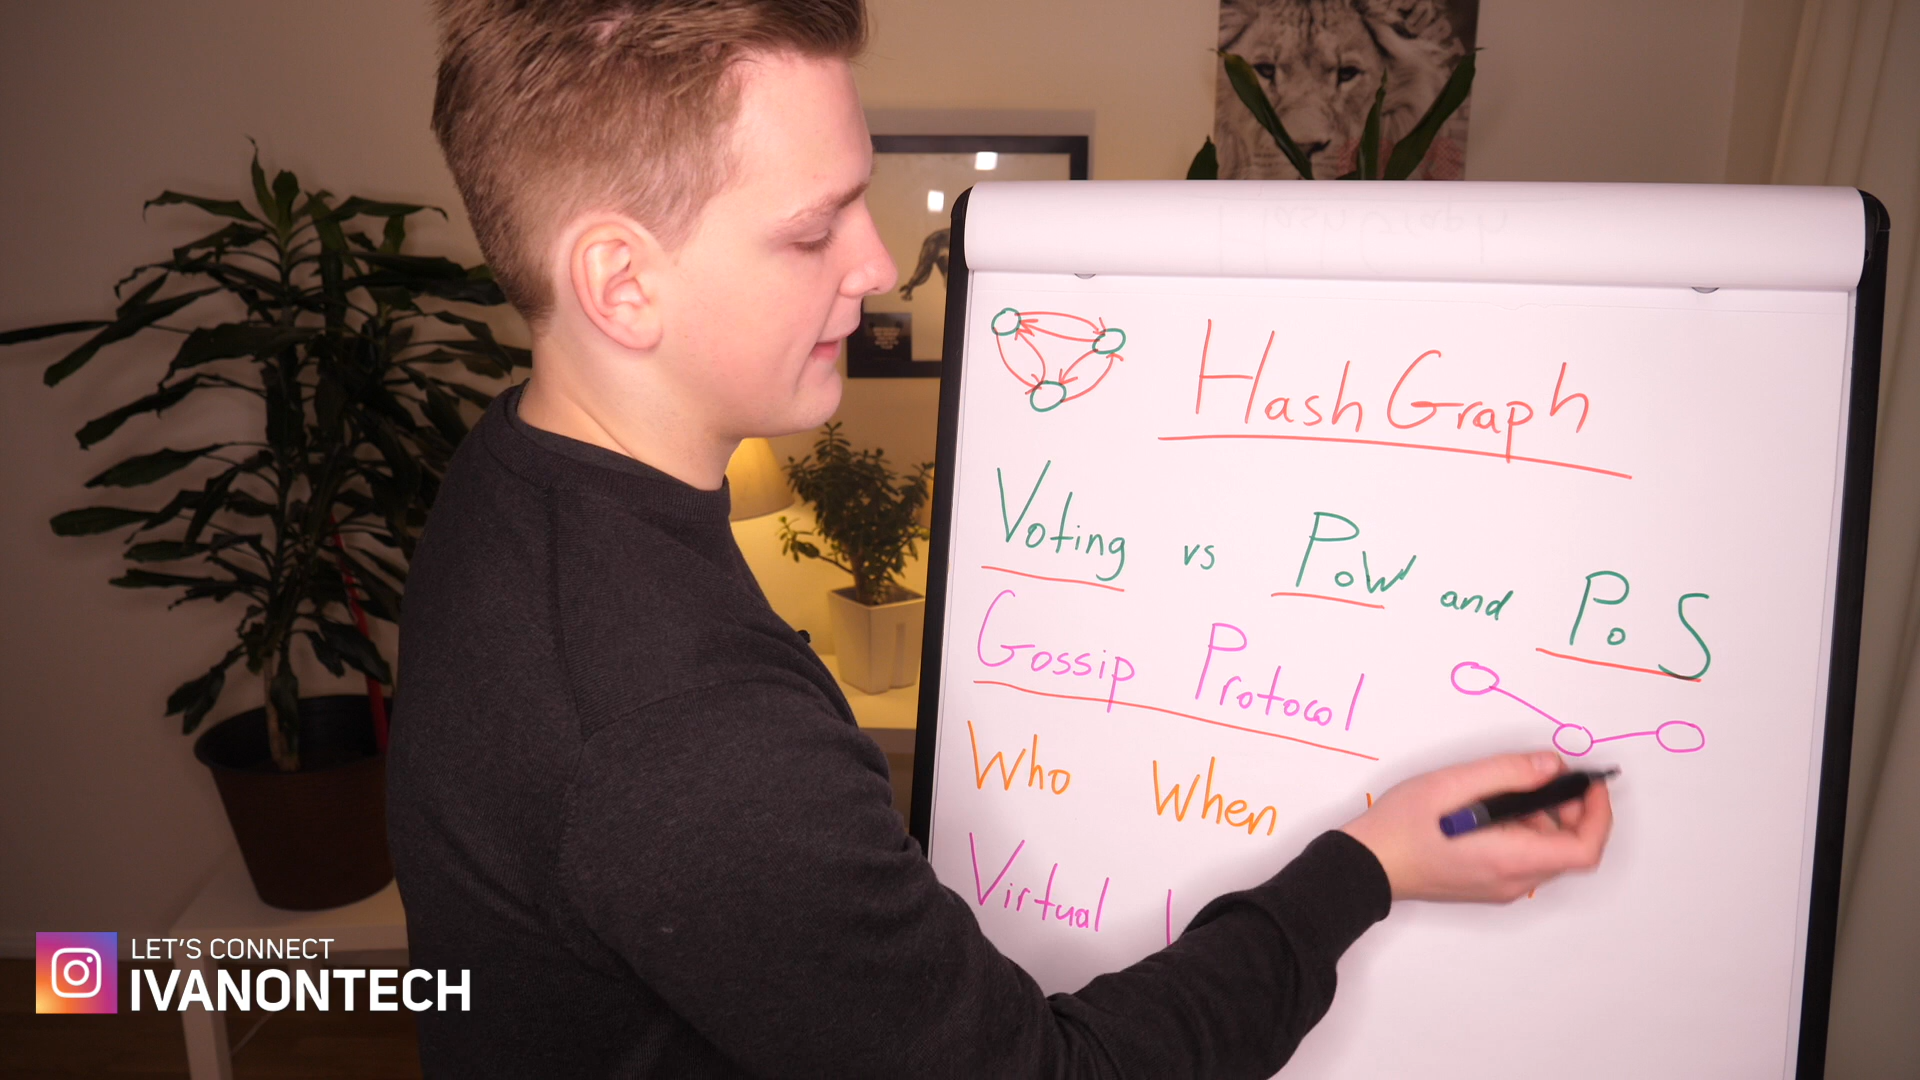 HashGraph
Voting vs PoW and PoS
Gossip Protocol
Who When
Virtual
LET'S CONNECT
IVANONTECH